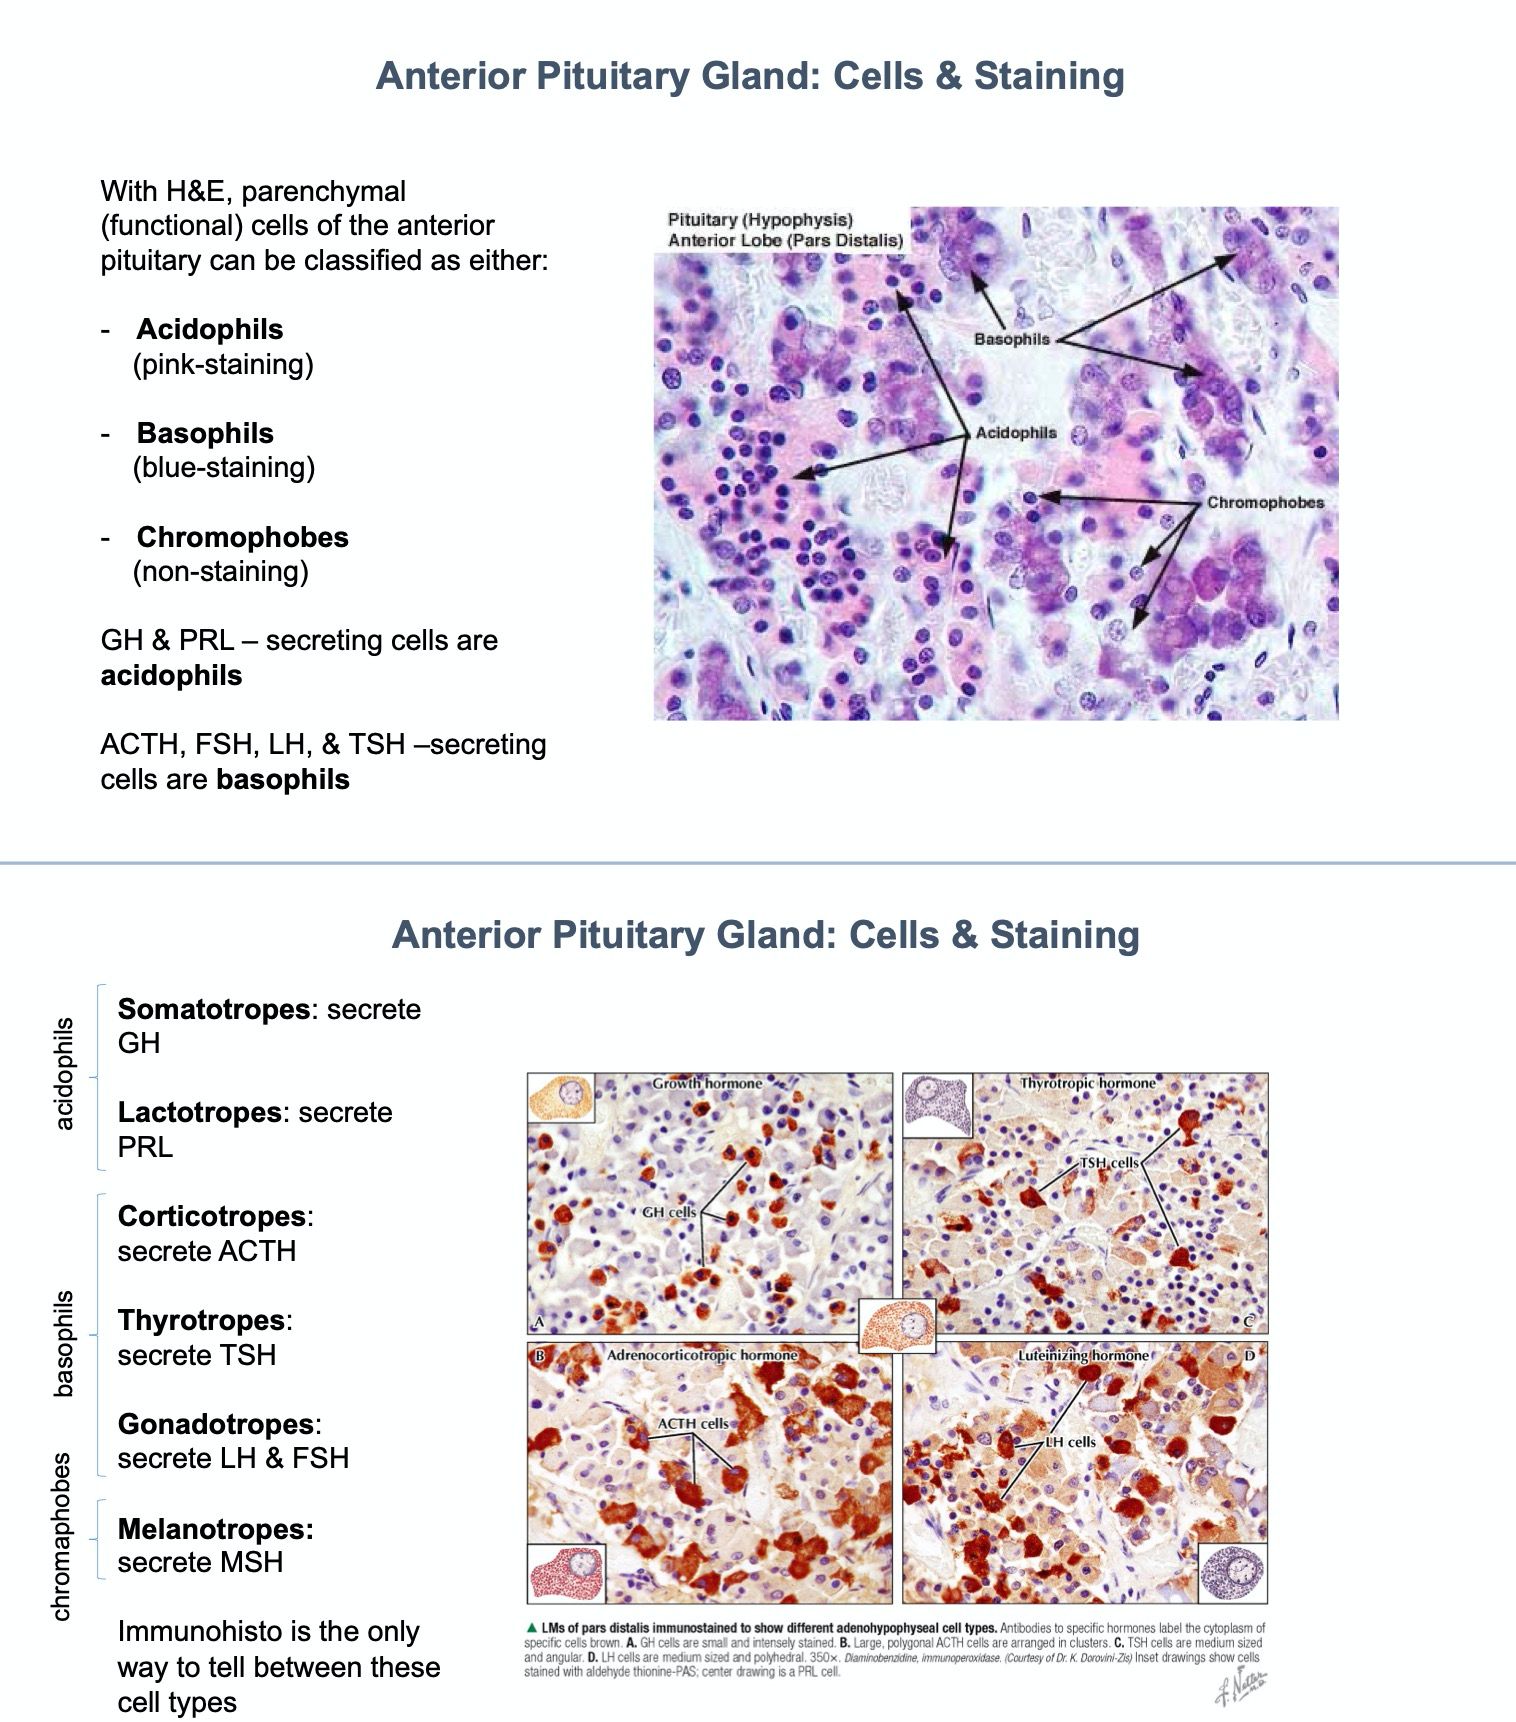 Anterior Pituitary Gland: Cells & Staining
With H&E, parenchymal
(functional) cells of the anterior
pituitary can be classified as either:
- Acidophils
(pink-staining)
- Basophils
(blue-staining)
- Chromophobes
(non-staining)
GH & PRL – secreting cells are
acidophils
ACTH, FSH, LH, & TSH –secreting
cells are basophils
Pituitary (Hypophysis)
Anterior Lobe (Pars Distalis)
Basophils
Acidophils
Chromophobes
Anterior Pituitary Gland: Cells & Staining
acidophils
Somatotropes: secrete
GH
Lactotropes: secrete
PRL
basophils
Corticotropes:
secrete ACTH
Thyrotropes:
secrete TSH
Gonadotropes:
secrete LH & FSH
chromaphobes
Melanotropes:
secrete MSH
Immunohisto is the only
way to tell between these
cell types
Growth hormone
GH cells
A
Thyrotropic hormone
TSH cells
C
B
Adrenocorticotropic hormone
ACTH cells
Luteinizing hormone
D
LH cells
▲ LMs of pars distalis immunostained to show different adenohypophyseal cell types. Antibodies to specific hormones label the cytoplasm of
specific cells brown. A. GH cells are small and intensely stained. B. Large, polygonal ACTH cells are arranged in clusters. C. TSH cells are medium sized
and angular. D. LH cells are medium sized and polyhedral. 350×. Diaminobenzidine, immunoperoxidase. (Courtesy of Dr. K. Dorovini-Zis) Inset drawings show cells
stained with aldehyde thionine-PAS; center drawing is a PRL cell.
F. Netter M.D.